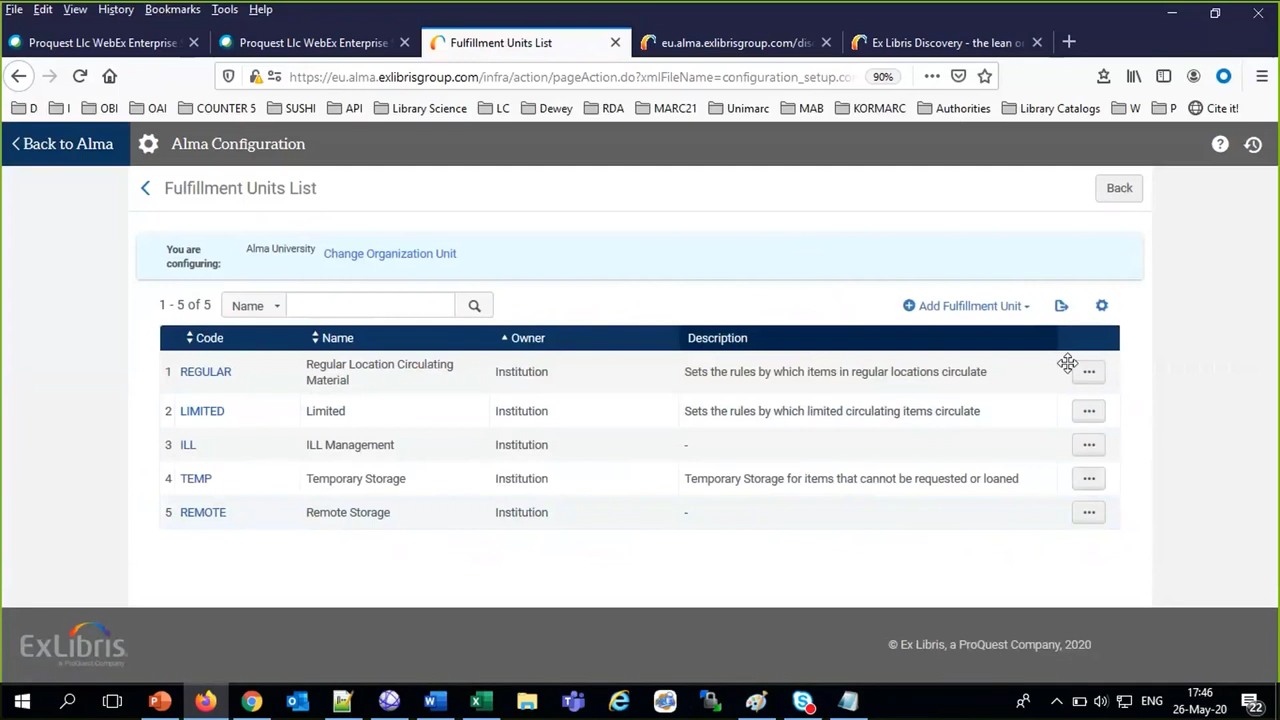 File Edit View History Bookmarks Tools Help
Proquest Llc WebEx Enterprise Proquest Llc WebEx Enterprise Fulfillment Units List eu.alma.exlibrisgroup.com/dis Ex Libris Discovery - the lean o
https://eu.alma.exlibrisgroup.com/infra/action/pageAction.do?xmlFileName=configuration_setup.co 90%
D I OBI OAI COUNTER 5 SUSHI API Library Science LC Dewey RDA MARC21 Unimarc MAB KORMARC Authorities Library Catalogs W P Cite it!
Back to Alma Alma Configuration
Fulfillment Units List Back
You are configuring: Alma University Change Organization Unit
1 - 5 of 5 Name Add Fulfillment Unit
Code Name Owner Description
1 REGULAR Regular Location Circulating Material Institution Sets the rules by which items in regular locations circulate
2 LIMITED Limited Institution Sets the rules by which limited circulating items circulate
3 ILL ILL Management Institution -
4 TEMP Temporary Storage Institution Temporary Storage for items that cannot be requested or loaned
5 REMOTE Remote Storage Institution -
ExLibris
a ProQuest Company
© Ex Libris, a ProQuest Company, 2020
ENG 17:46
26-May-20 22